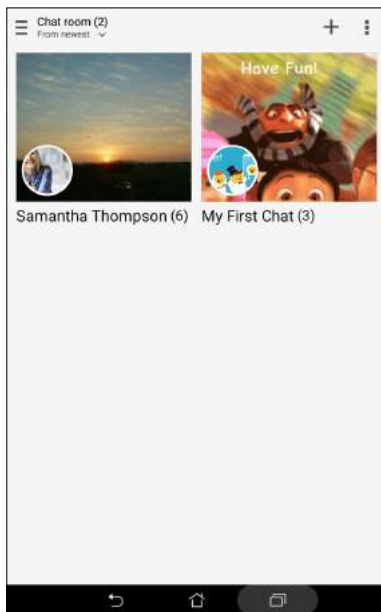 Chat room (2)
From newest
Have Fun!
Samantha Thompson (6)
My First Chat (3)